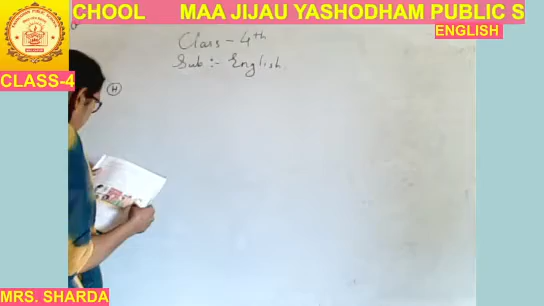 CHOOL MAA JIJAU YASHODHAM PUBLIC S
ENGLISH
Class - 4th
Sub :- English.
H
CLASS-4
MRS. SHARDA